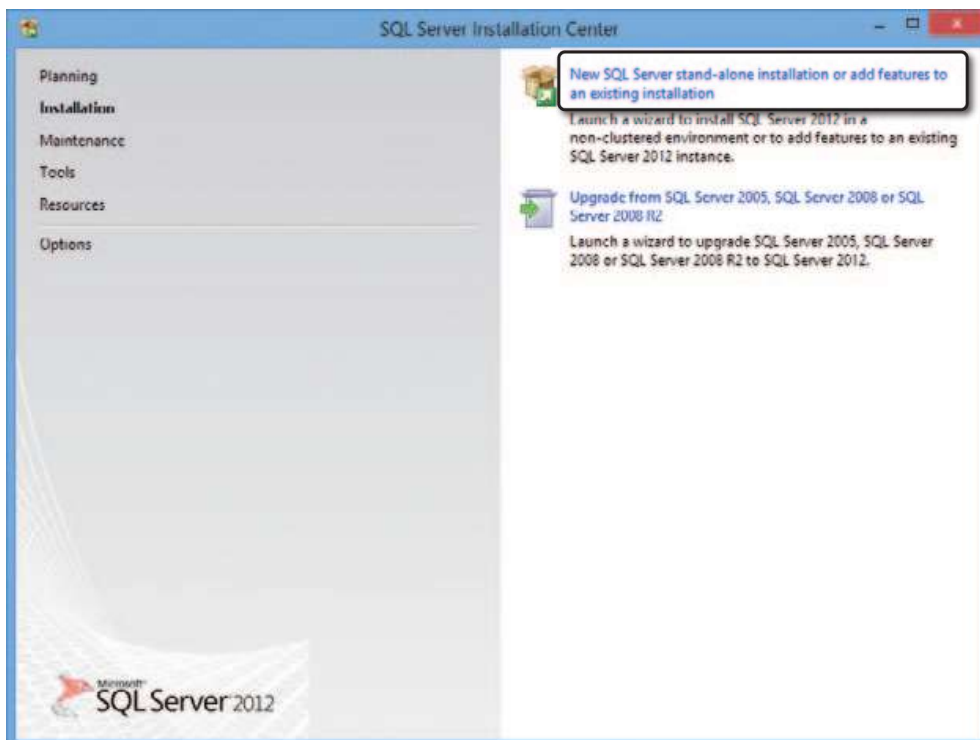 SQL Server Installation Center
Planning
Installation
Maintenance
Tools
Resources
Options
New SQL Server stand-alone installation or add features to
an existing installation
Launch a wizard to install SQL Server 2012 in a
non-clustered environment or to add features to an existing
SQL Server 2012 instance.
Upgrade from SQL Server 2005, SQL Server 2008 or SQL
Server 2008 R2
Launch a wizard to upgrade SQL Server 2005, SQL Server
2008 or SQL Server 2008 R2 to SQL Server 2012.
Microsoft
SQL Server 2012